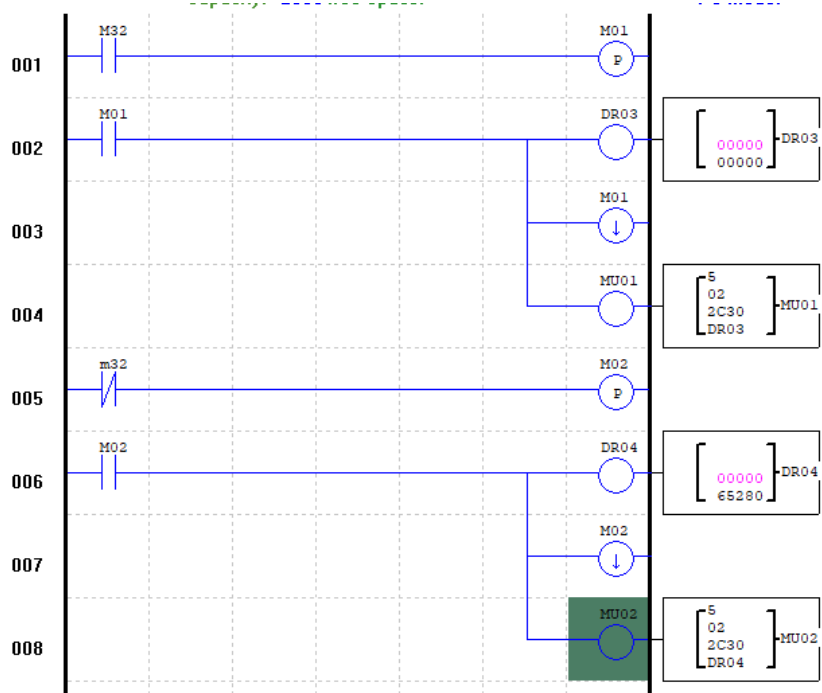 M32 M01
001 P
M01 DR03
002 00000 DR03
00000
M01
003 ↓
MU01 5
02 MU01
004 2C30
DR03
m32 M02
005 P
M02 DR04
006 00000 DR04
65280
M02
007 ↓
MU02 5
02 MU02
008 2C30
DR04